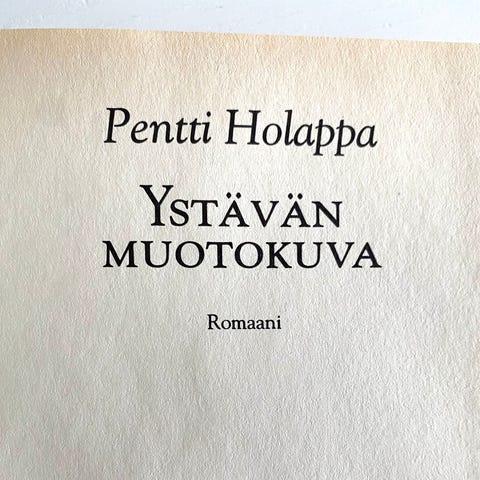 Pentti Holappa
YSTÄVÄN
MUOTOKUVA
Romaani